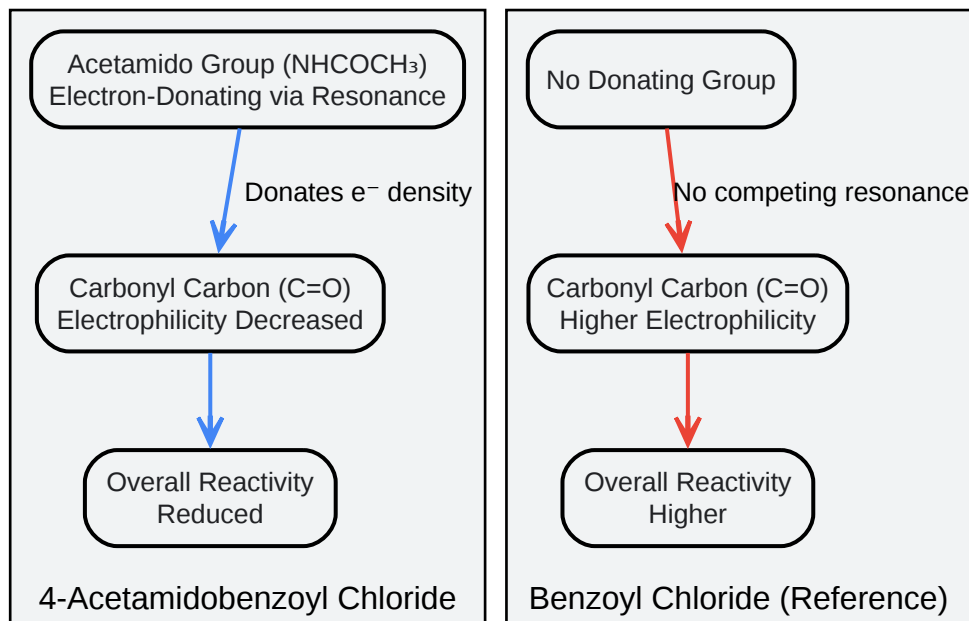 Acetamido Group (NHCOCH₃)
Electron-Donating via Resonance
Donates e⁻ density
Carbonyl Carbon (C=O)
Electrophilicity Decreased
Overall Reactivity
Reduced
4-Acetamidobenzoyl Chloride
No Donating Group
No competing resonance
Carbonyl Carbon (C=O)
Higher Electrophilicity
Overall Reactivity
Higher
Benzoyl Chloride (Reference)